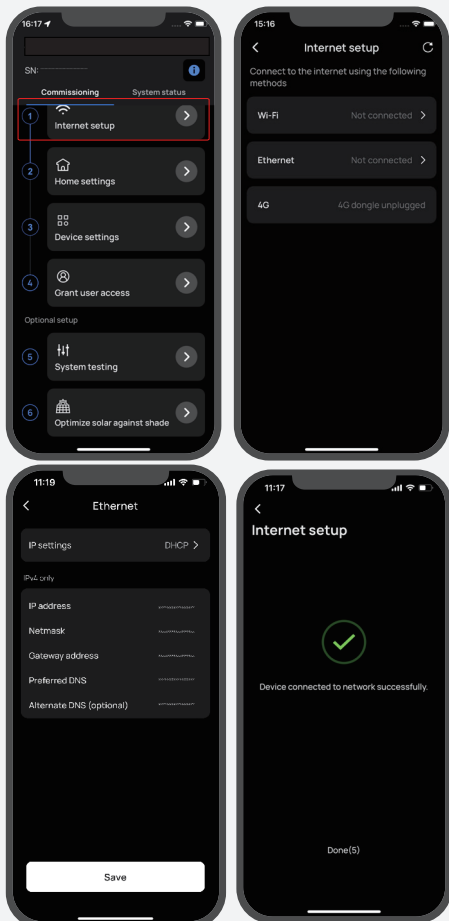 16:17
SN:
Commissioning
System status
1
Internet setup
2
Home settings
3
Device settings
4
Grant user access
Optional setup
5
System testing
6
Optimize solar against shade
15:16
Internet setup
Connect to the internet using the following
methods
Wi-Fi
Not connected
Ethernet
Not connected
4G
4G dongle unplugged
11:19
Ethernet
IP settings
DHCP
IPv4 only
IP address
Netmask
Gateway address
Preferred DNS
Alternate DNS (optional)
Save
11:17
Internet setup
Device connected to network successfully.
Done(5)